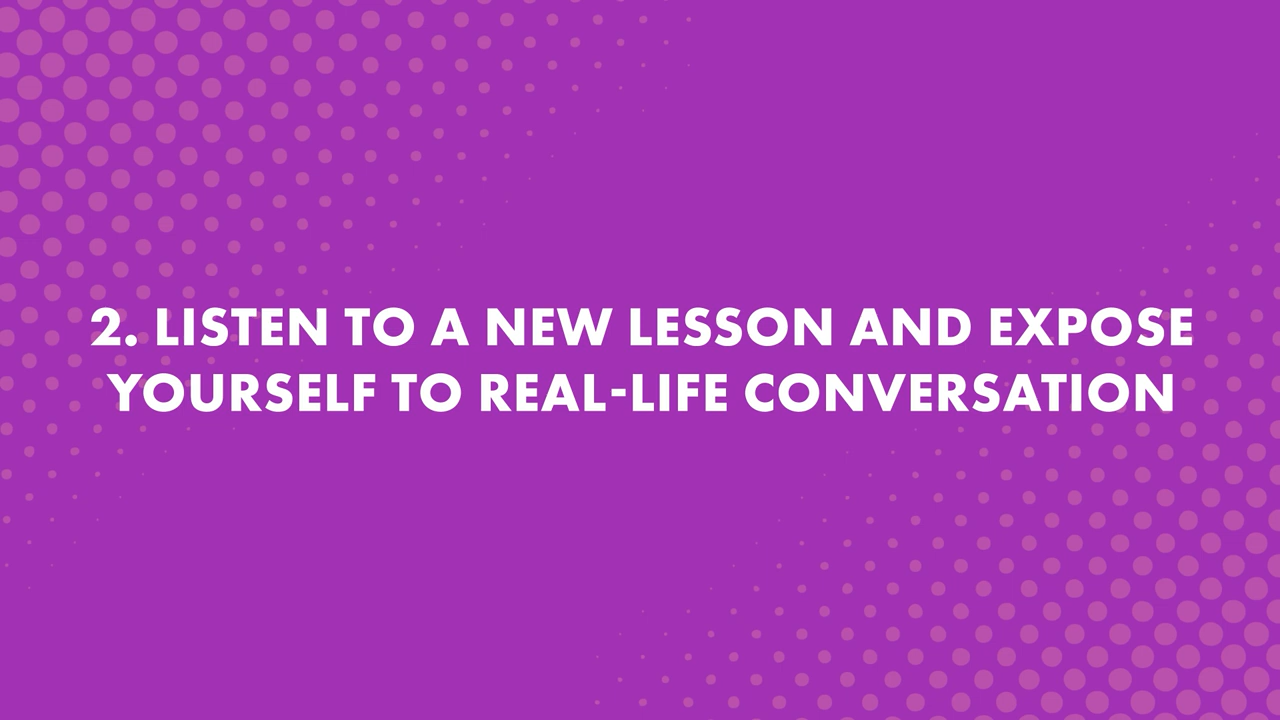 2. LISTEN TO A NEW LESSON AND EXPOSE
YOURSELF TO REAL-LIFE CONVERSATION